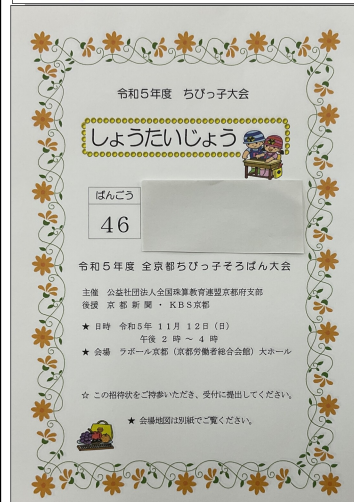 令和５年度　ちびっ子大会
しょうたいじょう
ばんごう
46
令和５年度 全京都ちびっ子そろばん大会
主催　公益社団法人全国珠算教育連盟京都府支部
後援　京 都 新 聞 ・ ＫＢＳ京都
★ 日時　令和５年 １１月 １２日（日）
午後 ２ 時 ～ ４ 時
★ 会場　ラボール京都（京都労働者総合会館）大ホール
☆ この招待状をご持参いただき、受付に提出してください。
★ 会場地図は別紙でご覧ください。